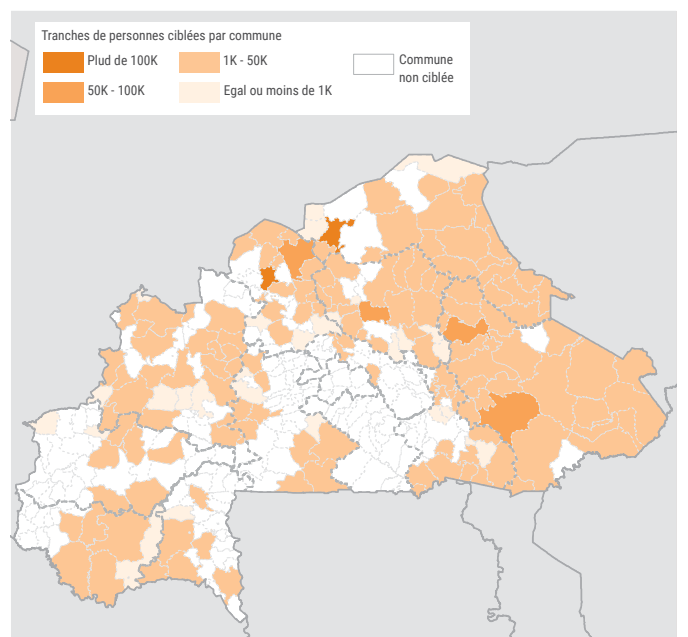 Tranches de personnes ciblées par commune
Plud de 100K
1K - 50K
Commune
non ciblée
50K - 100K
Egal ou moins de 1K